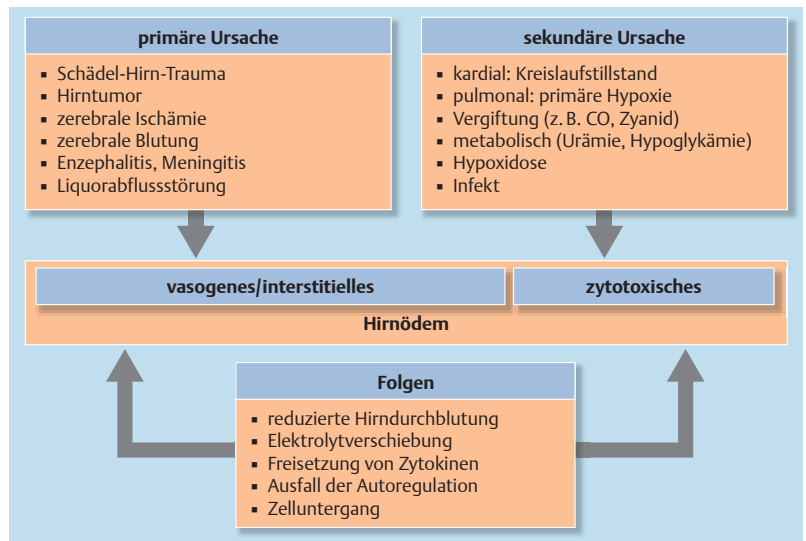 primäre Ursache
▪ Schädel-Hirn-Trauma
▪ Hirntumor
▪ zerebrale Ischämie
▪ zerebrale Blutung
▪ Enzephalitis, Meningitis
▪ Liquorabflussstörung
sekundäre Ursache
▪ kardial: Kreislaufstillstand
▪ pulmonal: primäre Hypoxie
▪ Vergiftung (z. B. CO, Zyanid)
▪ metabolisch (Urämie, Hypoglykämie)
▪ Hypoxidose
▪ Infekt
vasogenes/interstitielles
zytotoxisches
Hirnödem
Folgen
▪ reduzierte Hirndurchblutung
▪ Elektrolytverschiebung
▪ Freisetzung von Zytokinen
▪ Ausfall der Autoregulation
▪ Zelluntergang